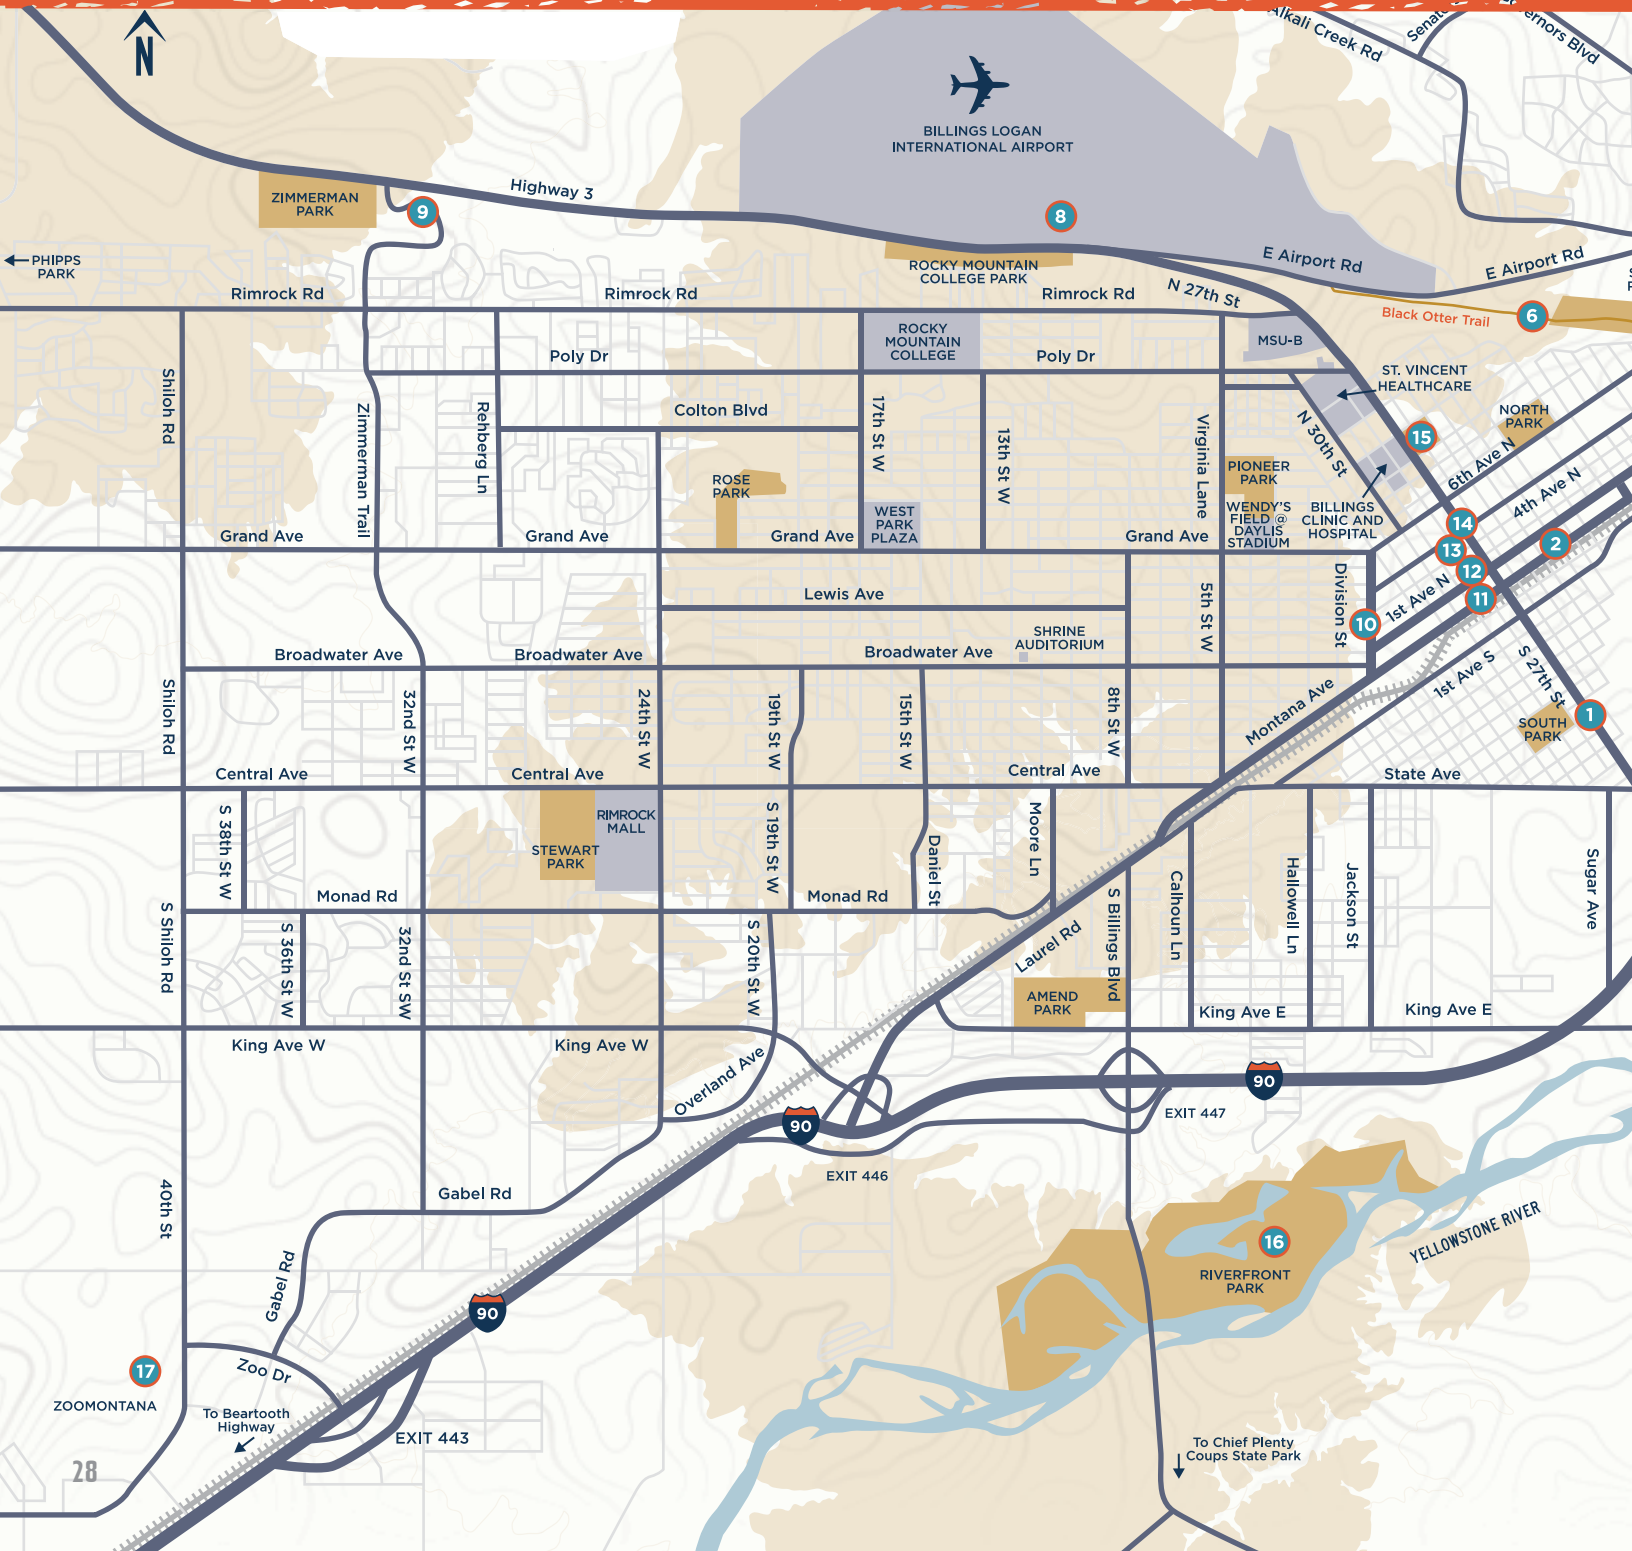 Alkali Creek Rd
ernors Blvd
N
BILLINGS LOGAN
INTERNATIONAL AIRPORT
Highway 3
ZIMMERMAN
PARK
9
8
PHIPPS
PARK
ROCKY MOUNTAIN
COLLEGE PARK
E Airport Rd
E Airport Rd
Rimrock Rd
Rimrock Rd
Rimrock Rd
N 27th St
Black Otter Trail
6
ROCKY
MOUNTAIN
COLLEGE
MSU-B
Poly Dr
Poly Dr
ST. VINCENT
HEALTHCARE
Shiloh Rd
Zimmerman Trail
Rehberg Ln
Colton Blvd
17th St W
13th St W
Virginia Lane
N 30th St
NORTH
PARK
15
6th Ave N
4th Ave N
ROSE
PARK
PIONEER
PARK
WEST
PARK
PLAZA
WENDY'S
FIELD @
DAYLIS
STADIUM
BILLINGS
CLINIC AND
HOSPITAL
Grand Ave
Grand Ave
Grand Ave
Grand Ave
14
13
2
12
11
10
Lewis Ave
5th St W
Division St
1st Ave N
SHRINE
AUDITORIUM
Broadwater Ave
Broadwater Ave
Broadwater Ave
1st Ave S
S 27th St
Shiloh Rd
32nd St W
24th St W
19th St W
15th St W
8th St W
Montana Ave
SOUTH
PARK
1
Central Ave
Central Ave
Central Ave
State Ave
S 38th St W
RIMROCK
MALL
STEWART
PARK
S 19th St W
Daniel St
Moore Ln
Calhoun Ln
Hallowell Ln
Jackson St
Sugar Ave
Monad Rd
Monad Rd
S Shiloh Rd
S 36th St W
32nd St SW
S 20th St W
Laurel Rd
S Billings Blvd
AMEND
PARK
King Ave E
King Ave E
King Ave W
King Ave W
Overland Ave
90
90
EXIT 447
EXIT 446
40th St
Gabel Rd
Gabel Rd
YELLOWSTONE RIVER
16
RIVERFRONT
PARK
90
17
Zoo Dr
ZOOMONTANA
To Beartooth
Highway
EXIT 443
To Chief Plenty
Coups State Park
28